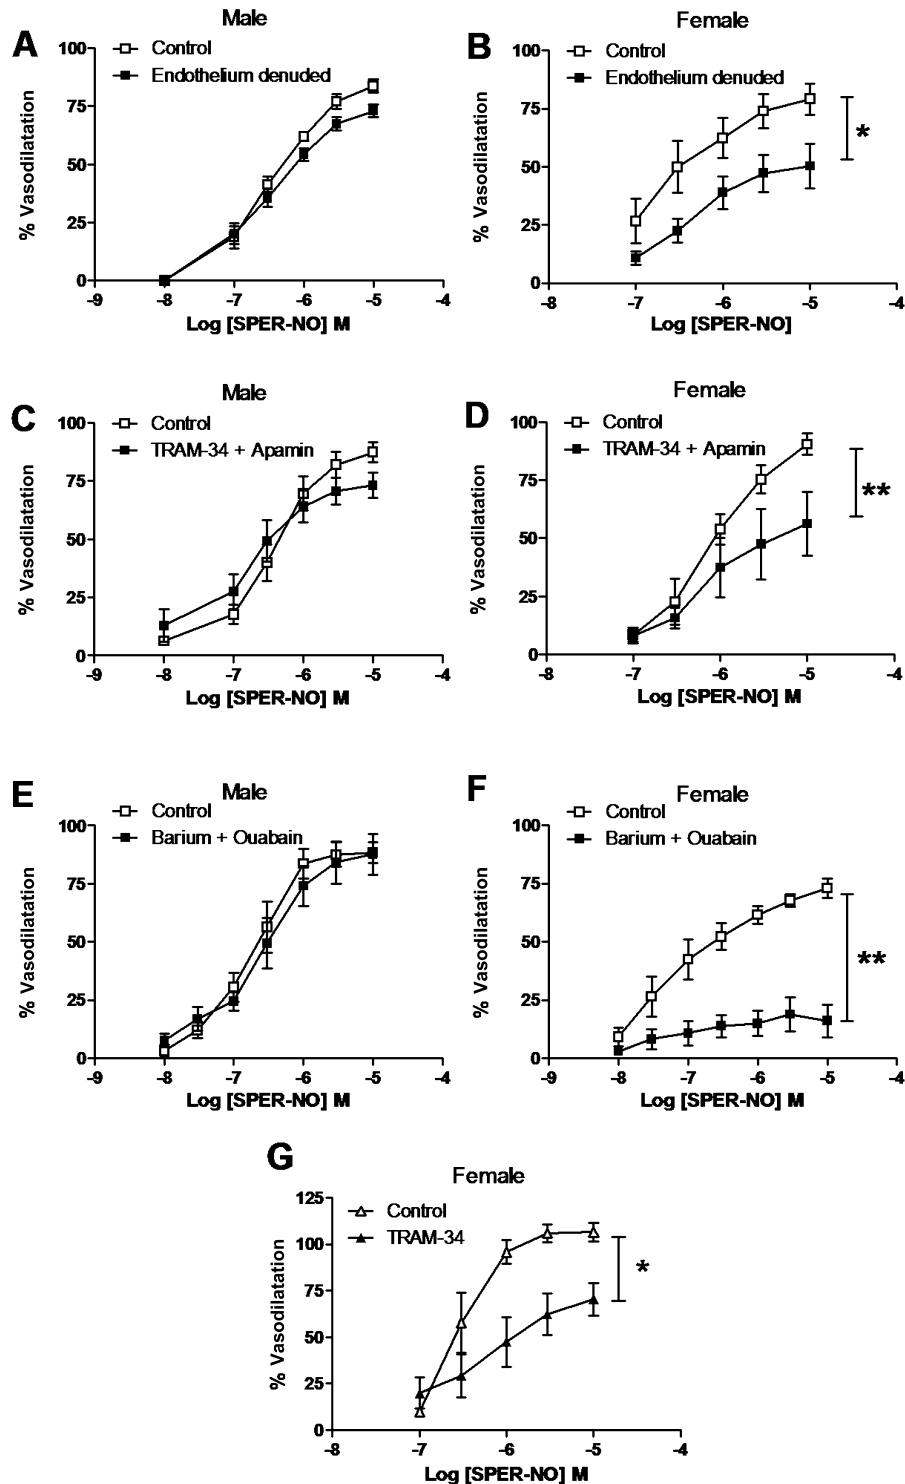 Male
A
Control
Endothelium denuded
% Vasodilatation
100
75
50
25
0
-9 -8 -7 -6 -5 -4
Log [SPER-NO] M
Female
B
Control
Endothelium denuded
% Vasodilatation
100
75
50
25
0
*
-8 -7 -6 -5 -4
Log [SPER-NO]
Male
C
Control
TRAM-34 + Apamin
% Vasodilatation
100
75
50
25
0
-9 -8 -7 -6 -5 -4
Log [SPER-NO] M
Female
D
Control
TRAM-34 + Apamin
% Vasodilatation
100
75
50
25
0
**
-8 -7 -6 -5 -4
Log [SPER-NO] M
Male
E
Control
Barium + Ouabain
% Vasodilatation
100
75
50
25
0
-9 -8 -7 -6 -5 -4
Log [SPER-NO] M
Female
F
Control
Barium + Ouabain
% Vasodilatation
100
75
50
25
0
**
-9 -8 -7 -6 -5 -4
Log [SPER-NO] M
G
Female
Control
TRAM-34
% Vasodilatation
125
100
75
50
25
0
*
-8 -7 -6 -5 -4
Log [SPER-NO] M